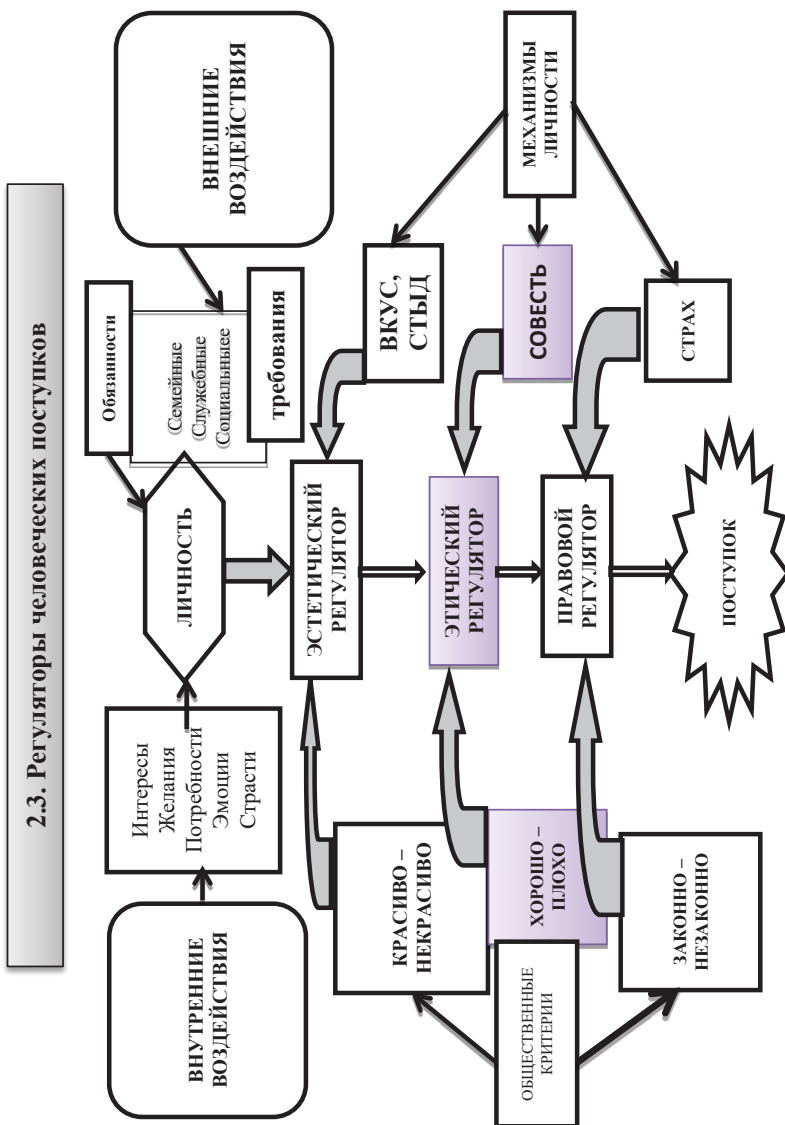 2.3. Регуляторы человеческих поступков
ВНУТРЕННИЕ
ВОЗДЕЙСТВИЯ
Интересы
Желания
Потребности
Эмоции
Страсти
ЛИЧНОСТЬ
Обязанности
Семейные
Служебные
Социальныее
требования
ВНЕШНИЕ
ВОЗДЕЙСТВИЯ
КРАСИВО –
НЕКРАСИВО
ЭСТЕТИЧЕСКИЙ
РЕГУЛЯТОР
ВКУС,
СТЫД
ОБЩЕСТВЕННЫЕ
КРИТЕРИИ
ХОРОШО –
ПЛОХО
ЭТИЧЕСКИЙ
РЕГУЛЯТОР
СОВЕСТЬ
МЕХАНИЗМЫ
ЛИЧНОСТИ
ЗАКОННО –
НЕЗАКОННО
ПРАВОВОЙ
РЕГУЛЯТОР
СТРАХ
ПОСТУПОК